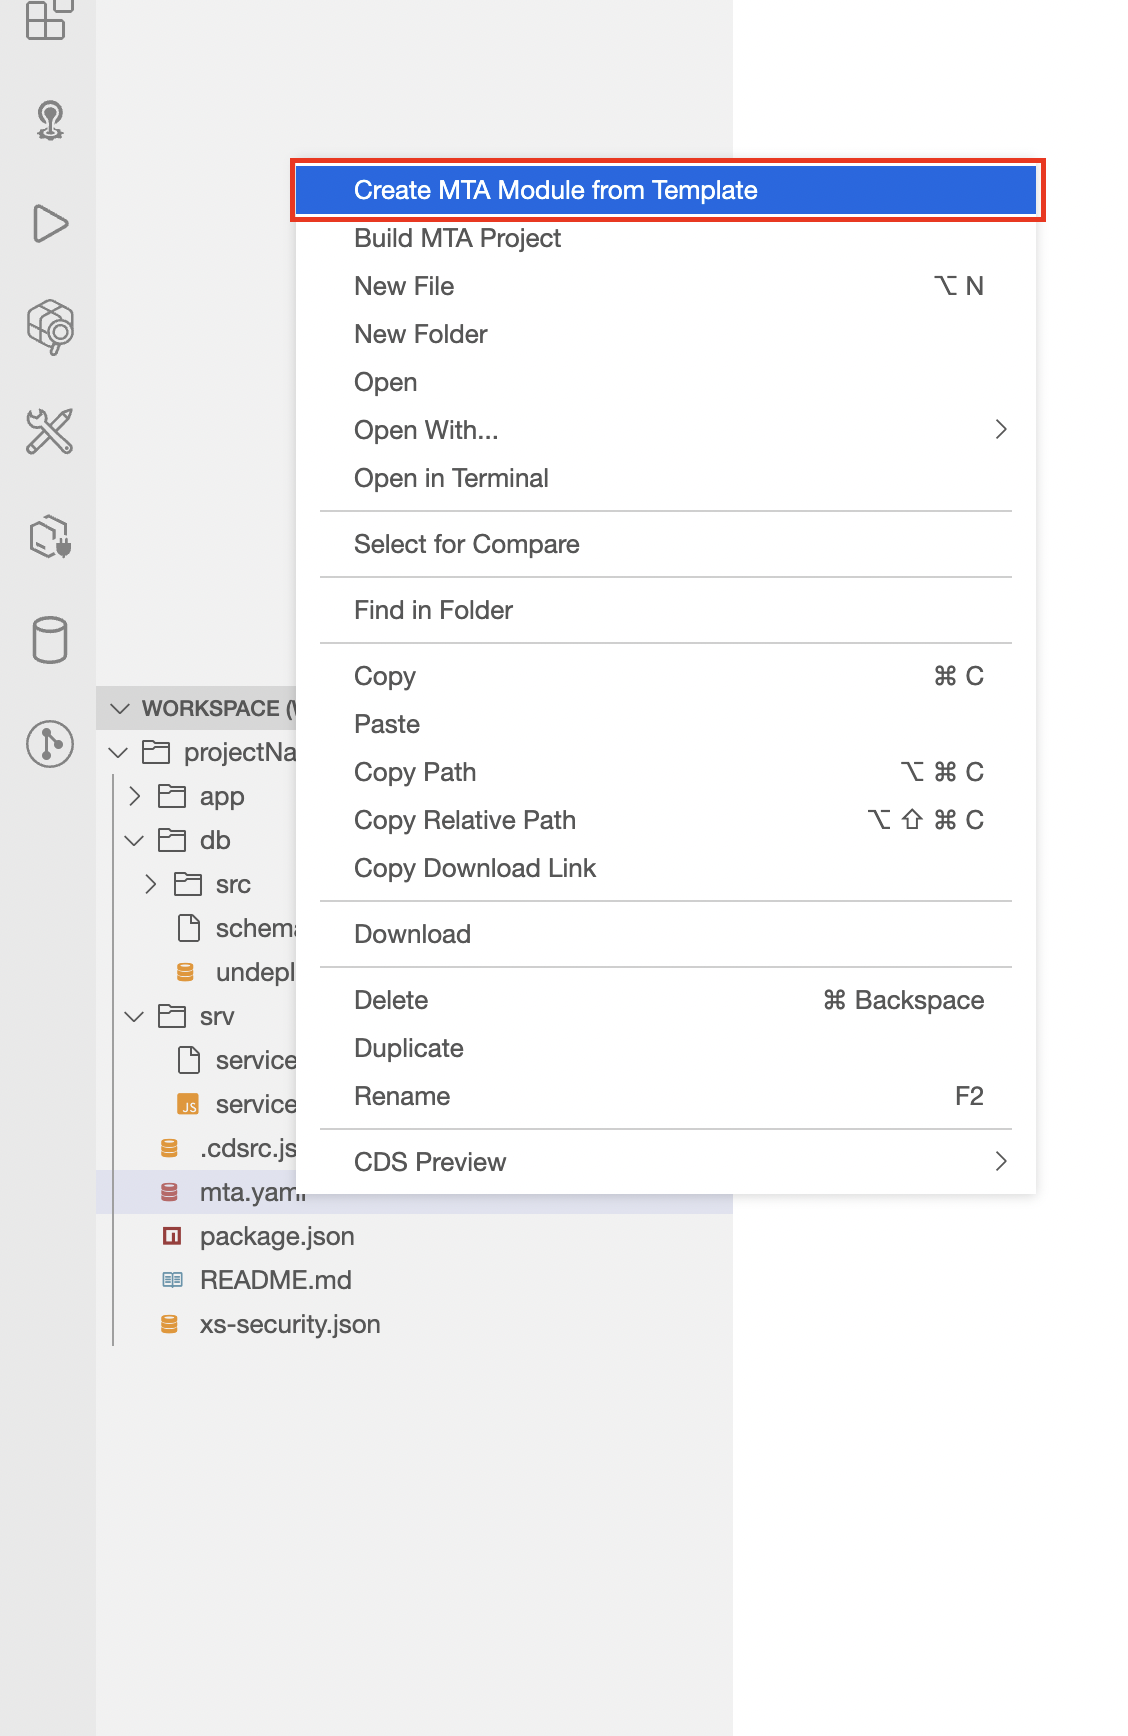 Create MTA Module from Template
Build MTA Project
New File ⌥ N
New Folder
Open
Open With...
Open in Terminal
Select for Compare
Find in Folder
Copy ⌘ C
Paste
Copy Path ⌥ ⌘ C
Copy Relative Path ⌥ ⇧ ⌘ C
Copy Download Link
Download
Delete ⌘ Backspace
Duplicate
Rename F2
CDS Preview
WORKSPACE (
projectNa
app
db
src
schema
undepl
srv
service
JS service
.cdsrc.js
mta.yaml
package.json
README.md
xs-security.json